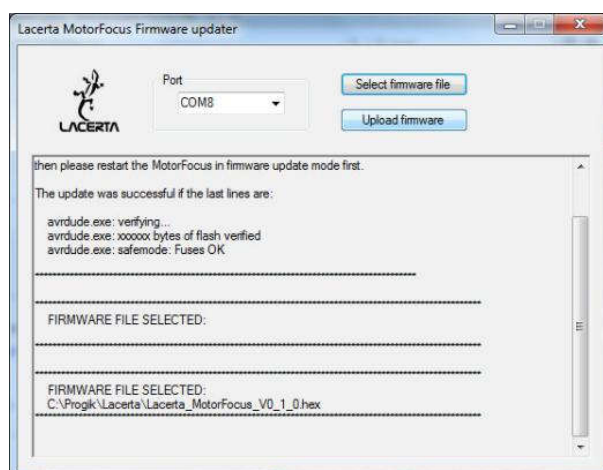 Lacerta MotorFocus Firmware updater
Port
COM8
Select firmware file
Upload firmware
LACERTA
then please restart the MotorFocus in firmware update mode first.
The update was successful if the last lines are:
avrdude.exe: verifying...
avrdude.exe: xxxxxx bytes of flash verified
avrdude.exe: safemode: Fuses OK
FIRMWARE FILE SELECTED:
FIRMWARE FILE SELECTED:
C:\Progik\Lacerta\Lacerta_MotorFocus_V0_1_0.hex